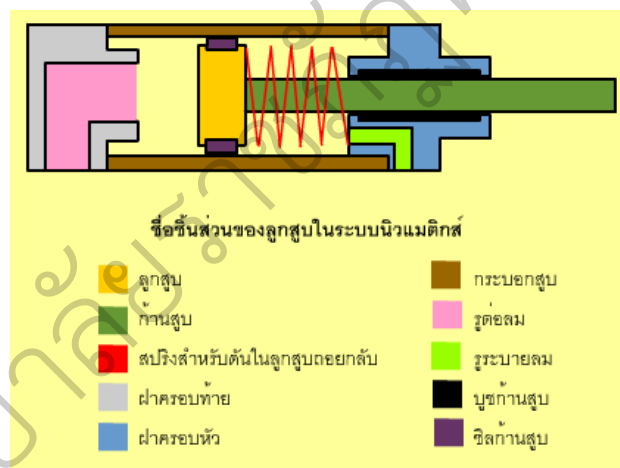 ชื่อชิ้นส่วนของลูกสูบในระบบนิวแมติกส์
ลูกสูบ
ก้านสูบ
สปริงสำหรับดันในลูกสูบถอยกลับ
ฝาครอบท้าย
ฝาครอบหัว
กระบอกสูบ
รูต่อลม
รูระบายลม
บูชก้านสูบ
ซิลก้านสูบ